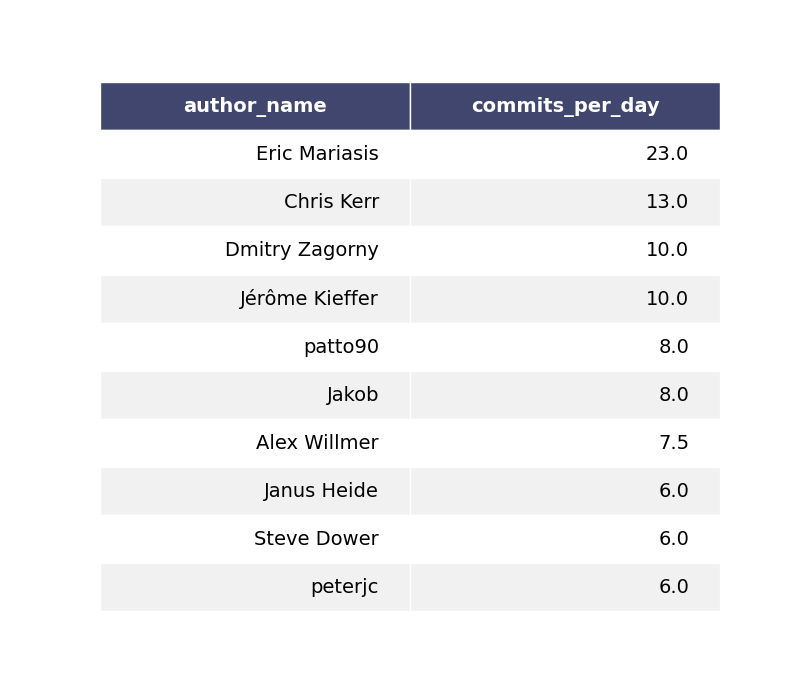 author_name commits_per_day
Eric Mariasis 23.0
Chris Kerr 13.0
Dmitry Zagorny 10.0
Jérôme Kieffer 10.0
patto90 8.0
Jakob 8.0
Alex Willmer 7.5
Janus Heide 6.0
Steve Dower 6.0
peterjc 6.0